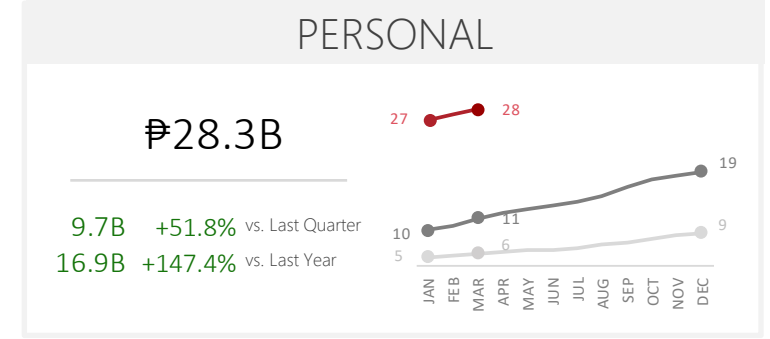 PERSONAL
₱28.3B
9.7B +51.8% vs. Last Quarter
16.9B +147.4% vs. Last Year
27 28
19
10 11
9
5 6
JAN FEB MAR APR MAY JUN JUL AUG SEP OCT NOV DEC